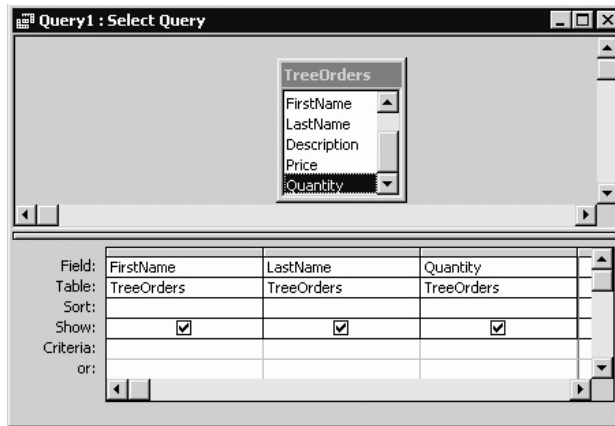 Query1 : Select Query
TreeOrders
FirstName
LastName
Description
Price
Quantity
Field: FirstName LastName Quantity
Table: TreeOrders TreeOrders TreeOrders
Sort:
Show:
Criteria:
or: